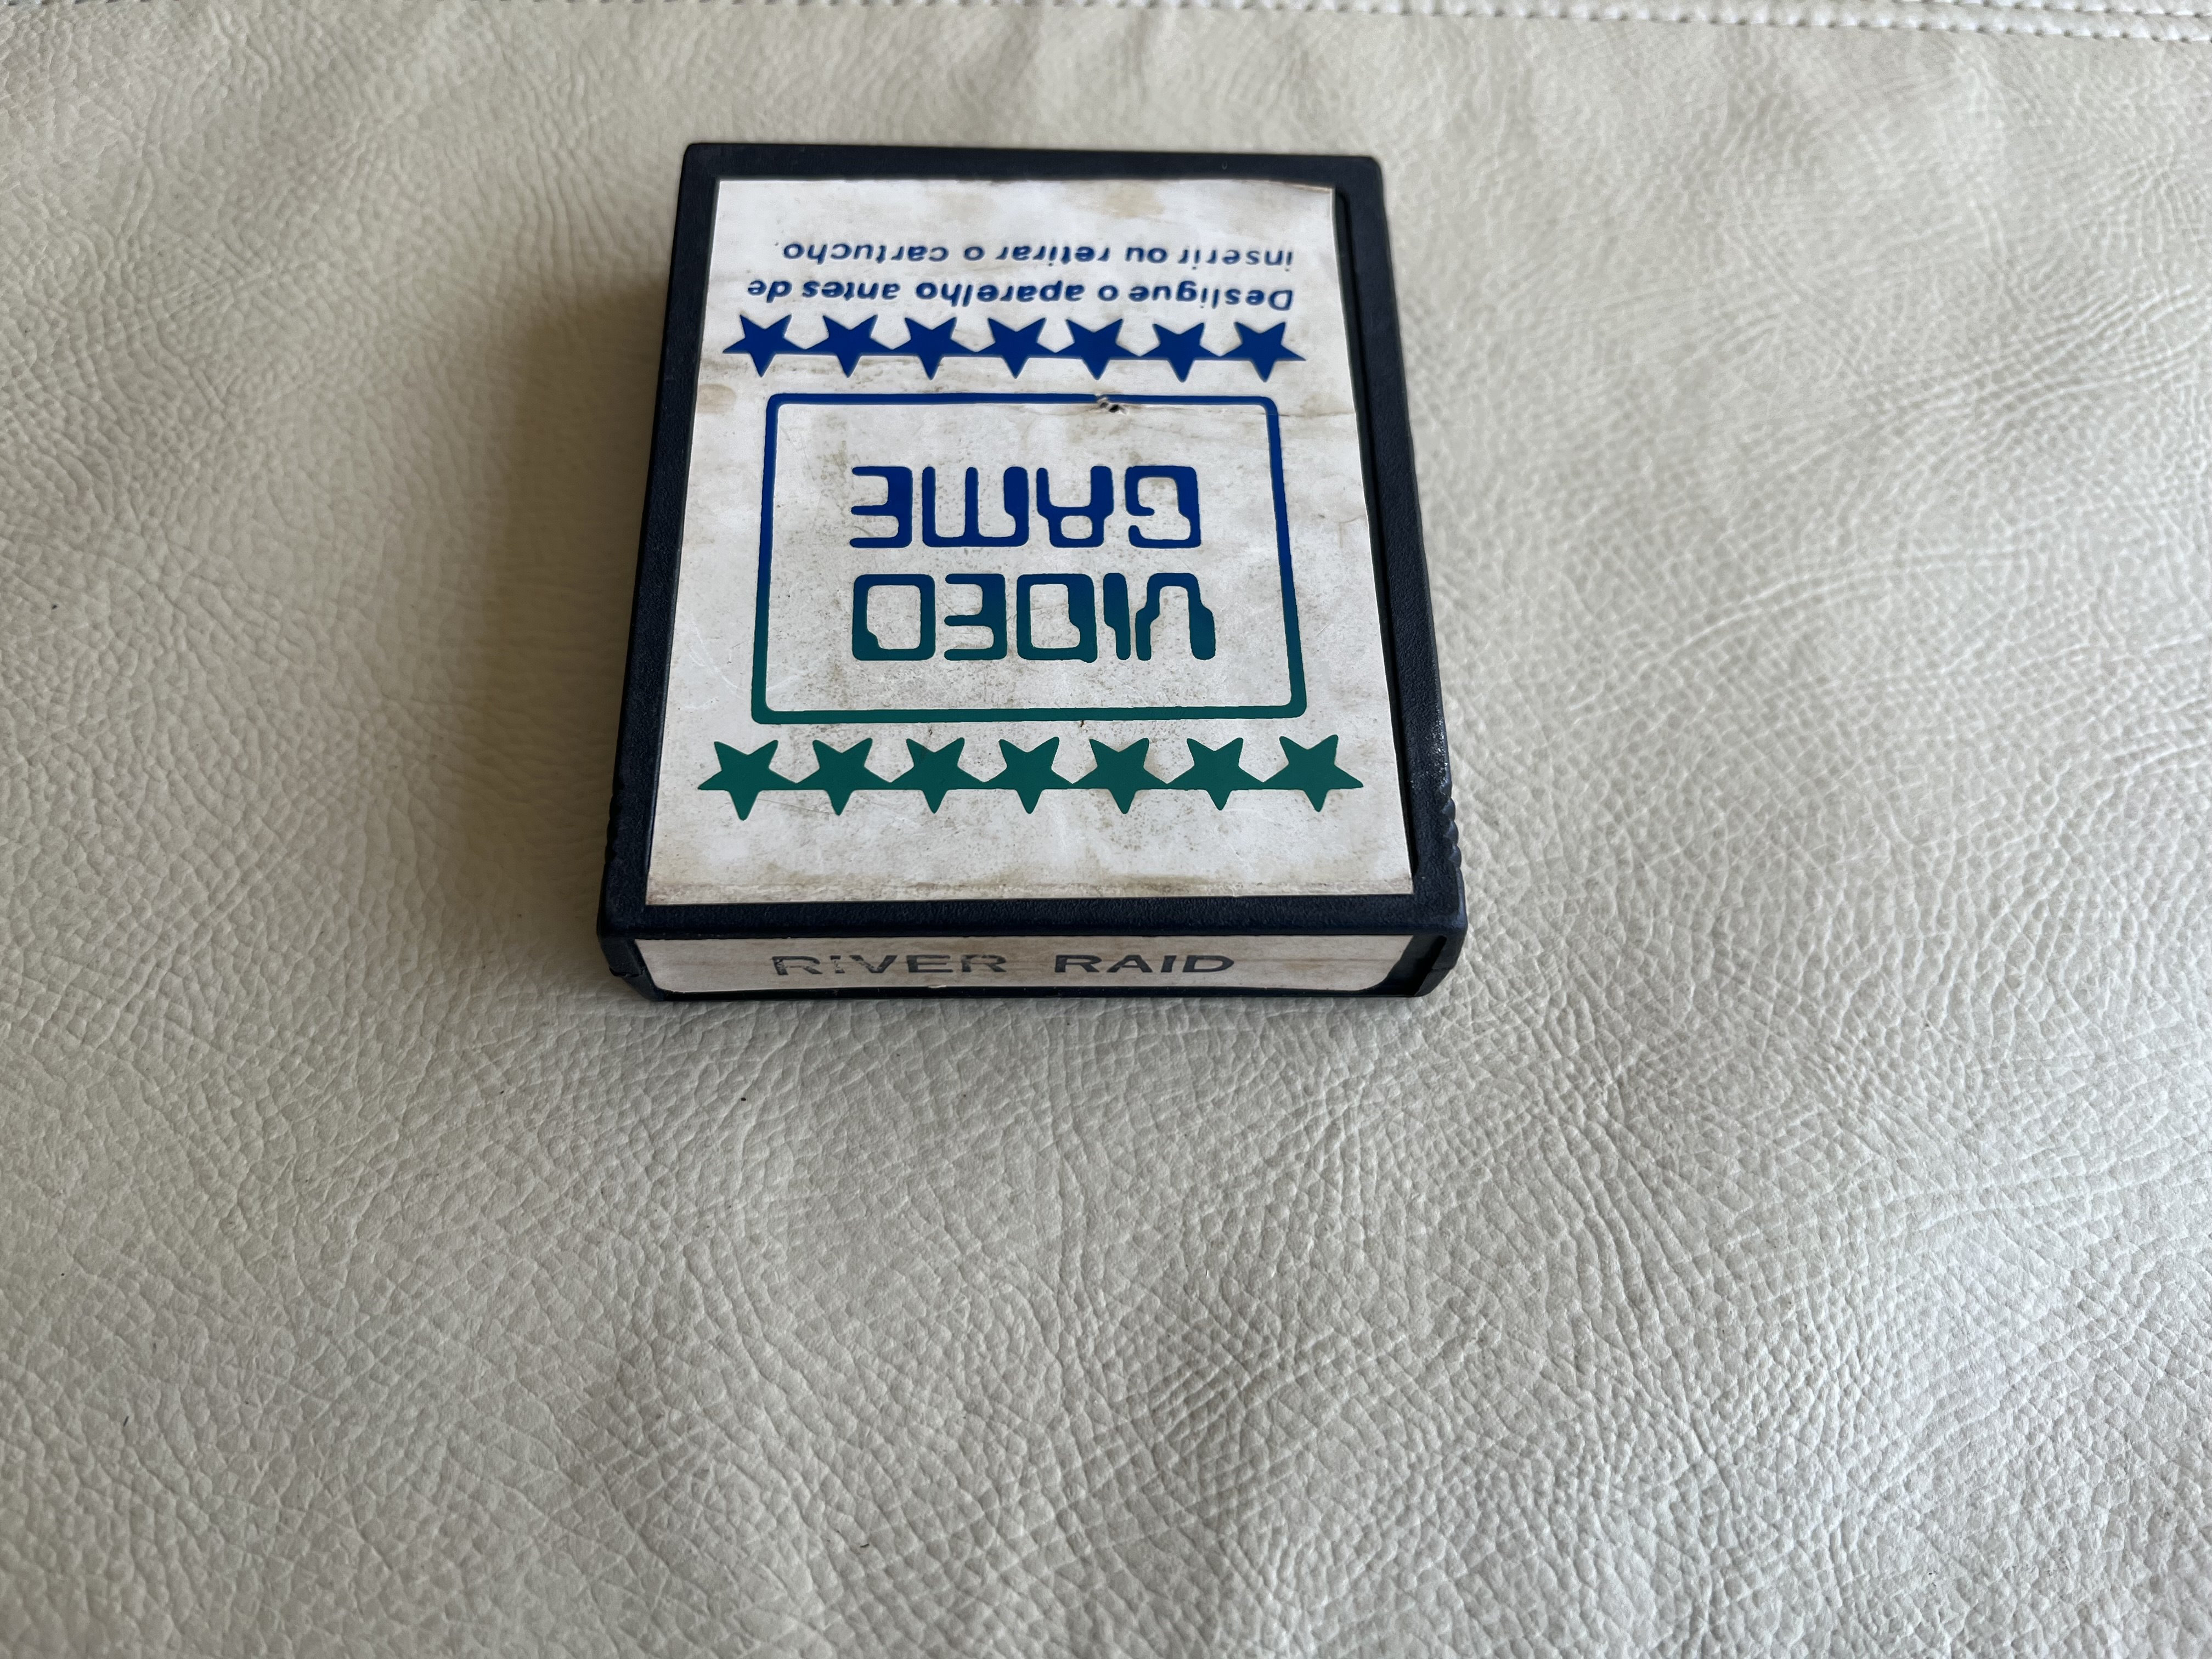 VIDEO
GAME
Desligue o aparelho antes de
inserir ou retirar o cartucho.
RIVER RAID